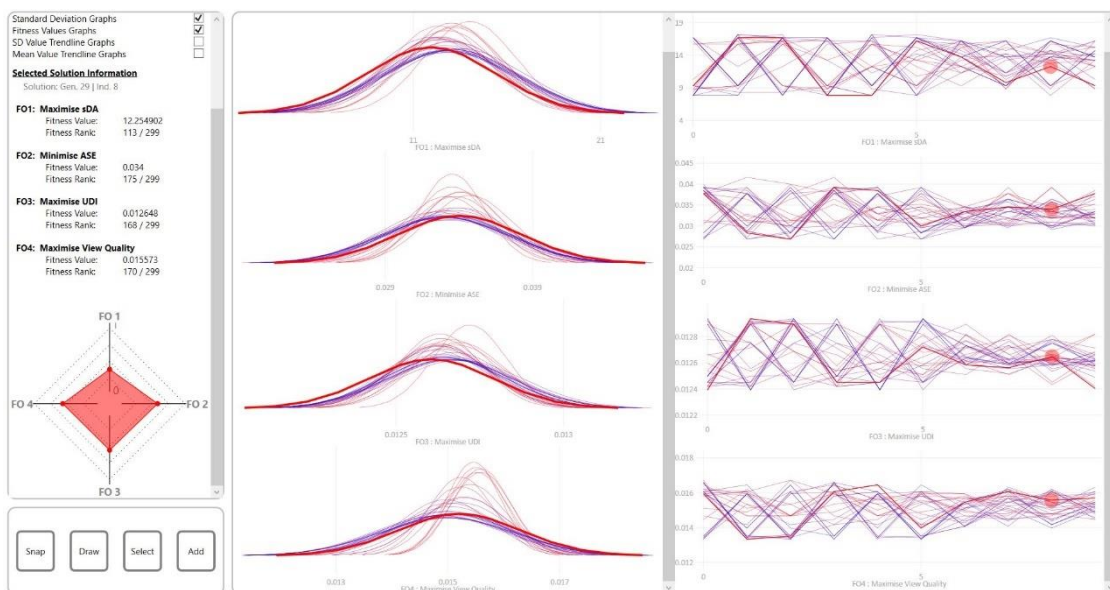 Standard Deviation Graphs
Fitness Values Graphs
SD Value Trendline Graphs
Mean Value Trendline Graphs
Selected Solution Information
Solution: Gen. 29 | Ind. 8
FO1: Maximise sDA
Fitness Value: 12.254902
Fitness Rank: 113 / 299
FO2: Minimise ASE
Fitness Value: 0.034
Fitness Rank: 175 / 299
FO3: Maximise UDI
Fitness Value: 0.012648
Fitness Rank: 168 / 299
FO4: Maximise View Quality
Fitness Value: 0.015573
Fitness Rank: 170 / 299
FO 1
1
0
FO 4
FO 2
FO 3
Snap Draw Select Add
11 21
FO1 : Maximise sDA
0.029 0.039
FO2 : Minimise ASE
0.0125 0.013
FO3 : Maximise UDI
0.013 0.015 0.017
FO4 : Maximise View Quality
19
14
9
4
0 5
FO1 : Maximise sDA
0.045
0.04
0.035
0.03
0.025
0.02
0 5
FO2 : Minimise ASE
0.0128
0.0126
0.0124
0.0122
0 5
FO3 : Maximise UDI
0.018
0.016
0.014
0.012
0 5
FO4 : Maximise View Quality